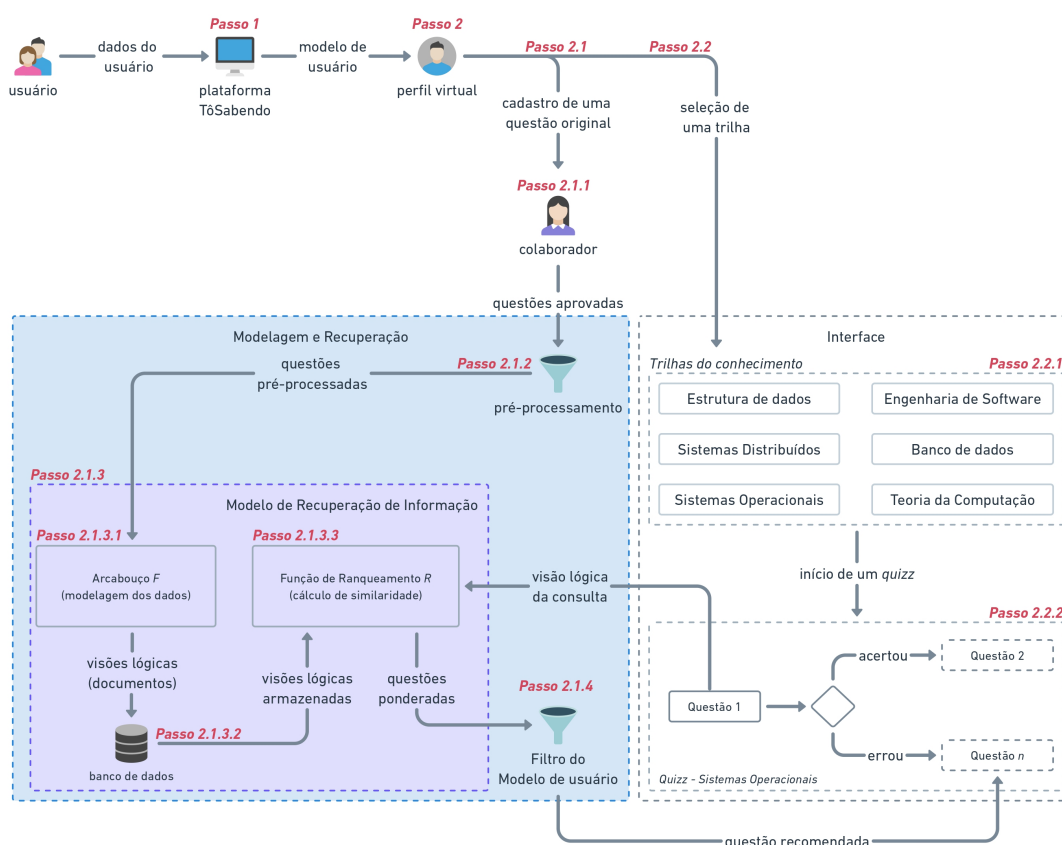 Passo 1
Passo 2
Passo 2.1
Passo 2.2
dados do
usuário
modelo de
usuário
usuário
plataforma
TôSabendo
perfil virtual
cadastro de uma
questão original
seleção de
uma trilha
Passo 2.1.1
colaborador
questões aprovadas
Modelagem e Recuperação
questões
pré-processadas
Passo 2.1.2
pré-processamento
Passo 2.1.3
Modelo de Recuperação de Informação
Passo 2.1.3.1
Arcabouço F
(modelagem dos dados)
Passo 2.1.3.3
Função de Ranqueamento R
(cálculo de similaridade)
visões lógicas
(documentos)
visões lógicas
armazenadas
questões
ponderadas
Passo 2.1.3.2
banco de dados
Passo 2.1.4
Filtro do
Modelo de usuário
visão lógica
da consulta
Interface
Trilhas do conhecimento
Passo 2.2.1
Estrutura de dados
Engenharia de Software
Sistemas Distribuídos
Banco de dados
Sistemas Operacionais
Teoria da Computação
início de um quizz
Passo 2.2.2
Questão 1
acertou
Questão 2
errou
Questão n
Quizz - Sistemas Operacionais
questão recomendada